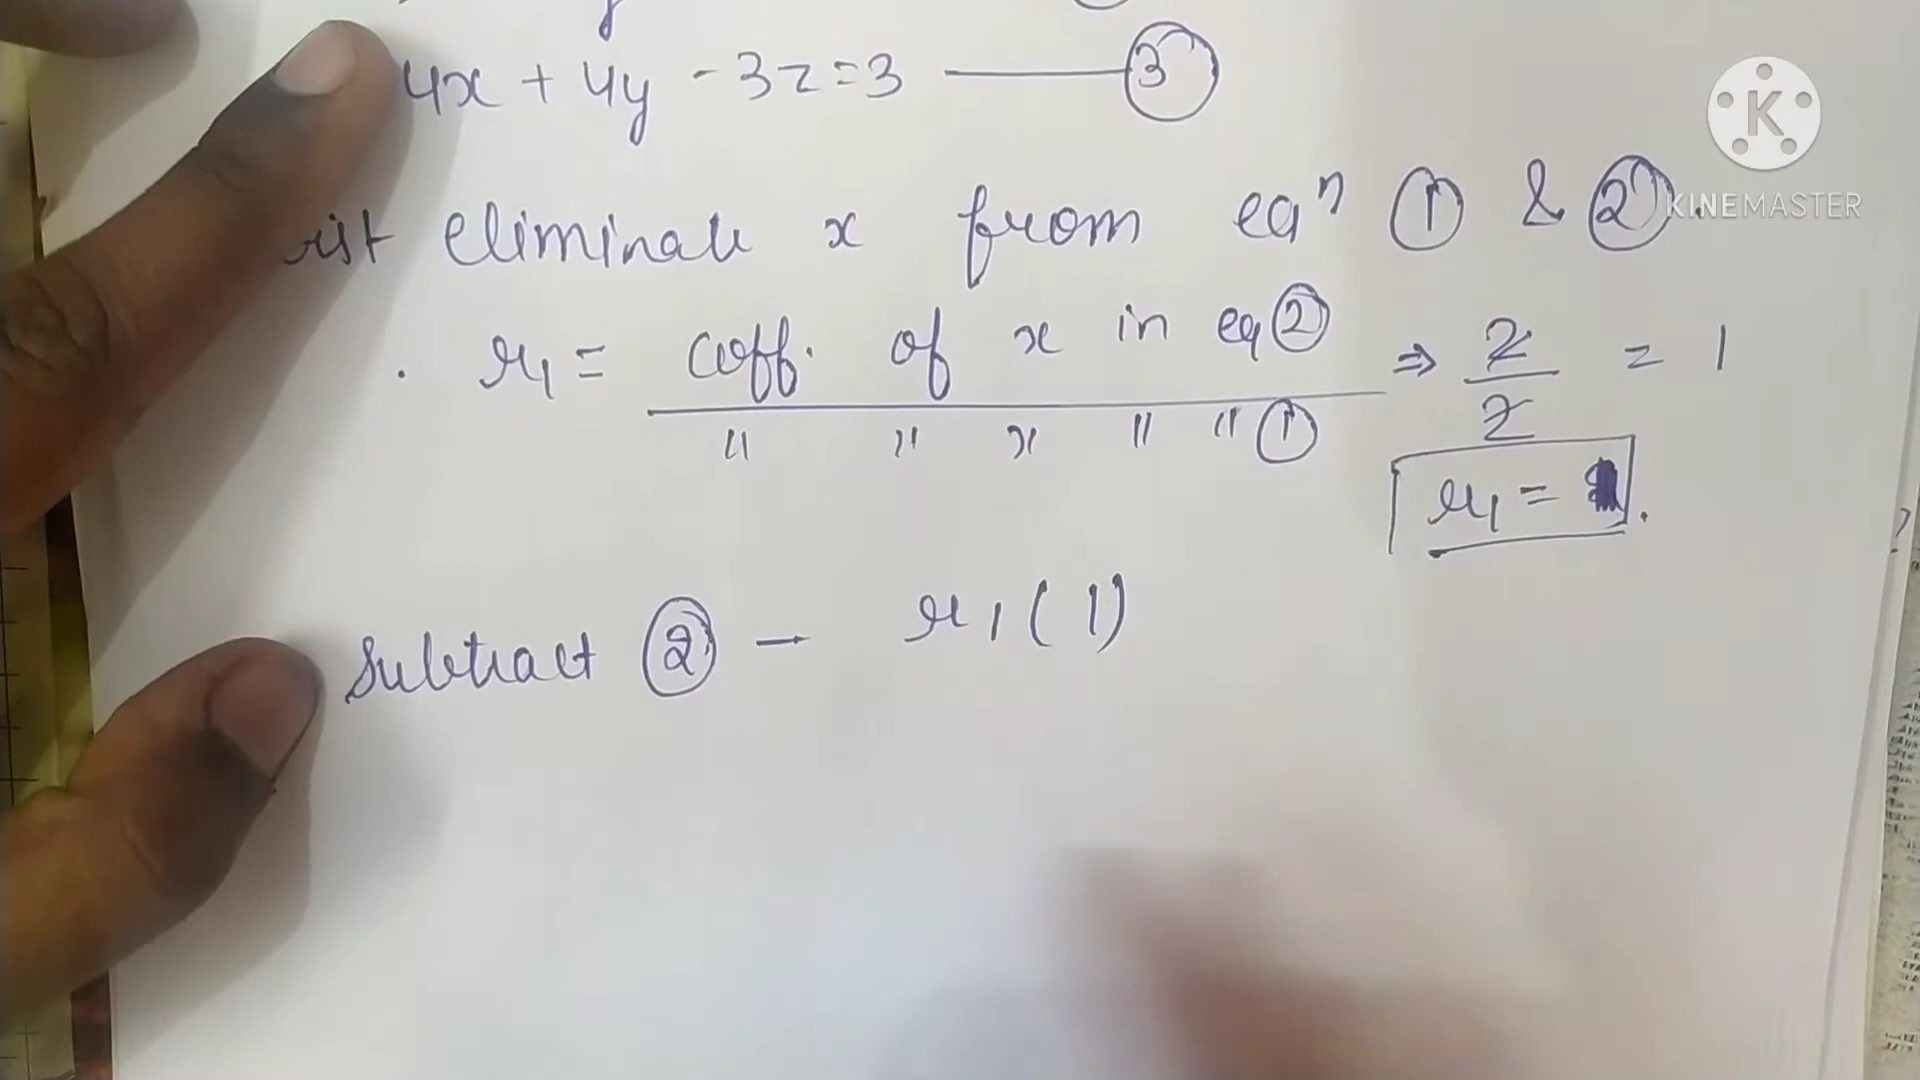 4x + 4y - 3z = 3 —— ③
eliminate x from eqⁿ ① & ②.
r₁ = Coff. of x in eq ② ⇒ 2/2 = 1
" " x " " ①
r₁ = 1.
Subtract ② - r₁(1)
K
KINEMASTER